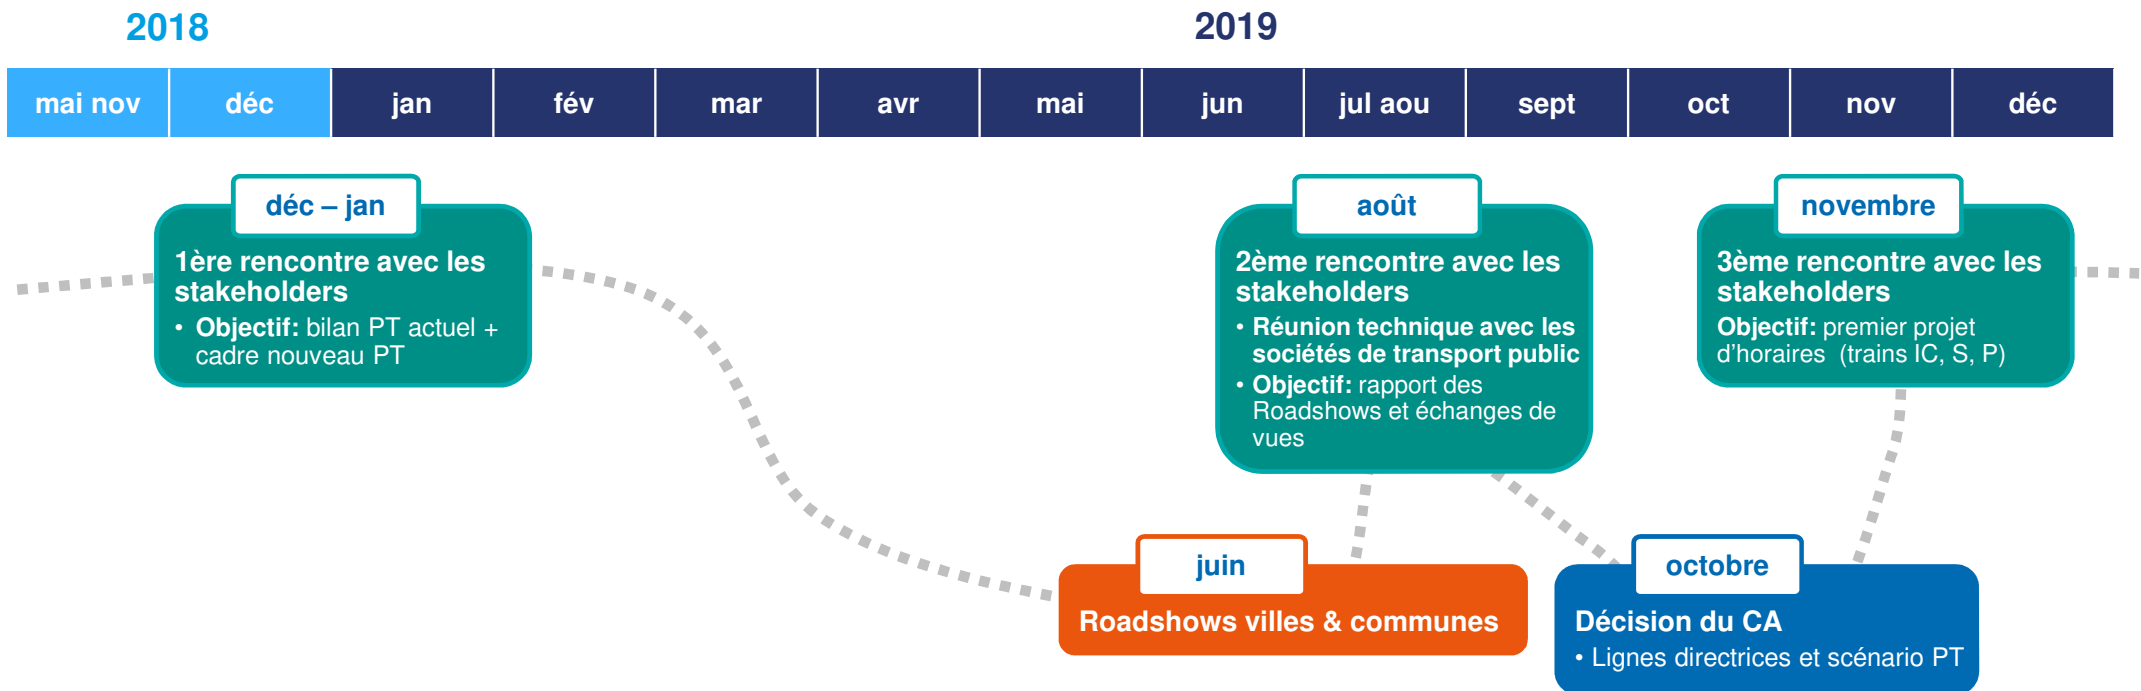 2018
2019
mai nov
déc
jan
fév
mar
avr
mai
jun
jul aou
sept
oct
nov
déc
déc – jan
1ère rencontre avec les
stakeholders
• Objectif: bilan PT actuel +
cadre nouveau PT
août
2ème rencontre avec les
stakeholders
• Réunion technique avec les
sociétés de transport public
• Objectif: rapport des
Roadshows et échanges de
vues
novembre
3ème rencontre avec les
stakeholders
Objectif: premier projet
d'horaires (trains IC, S, P)
juin
Roadshows villes & communes
octobre
Décision du CA
• Lignes directrices et scénario PT